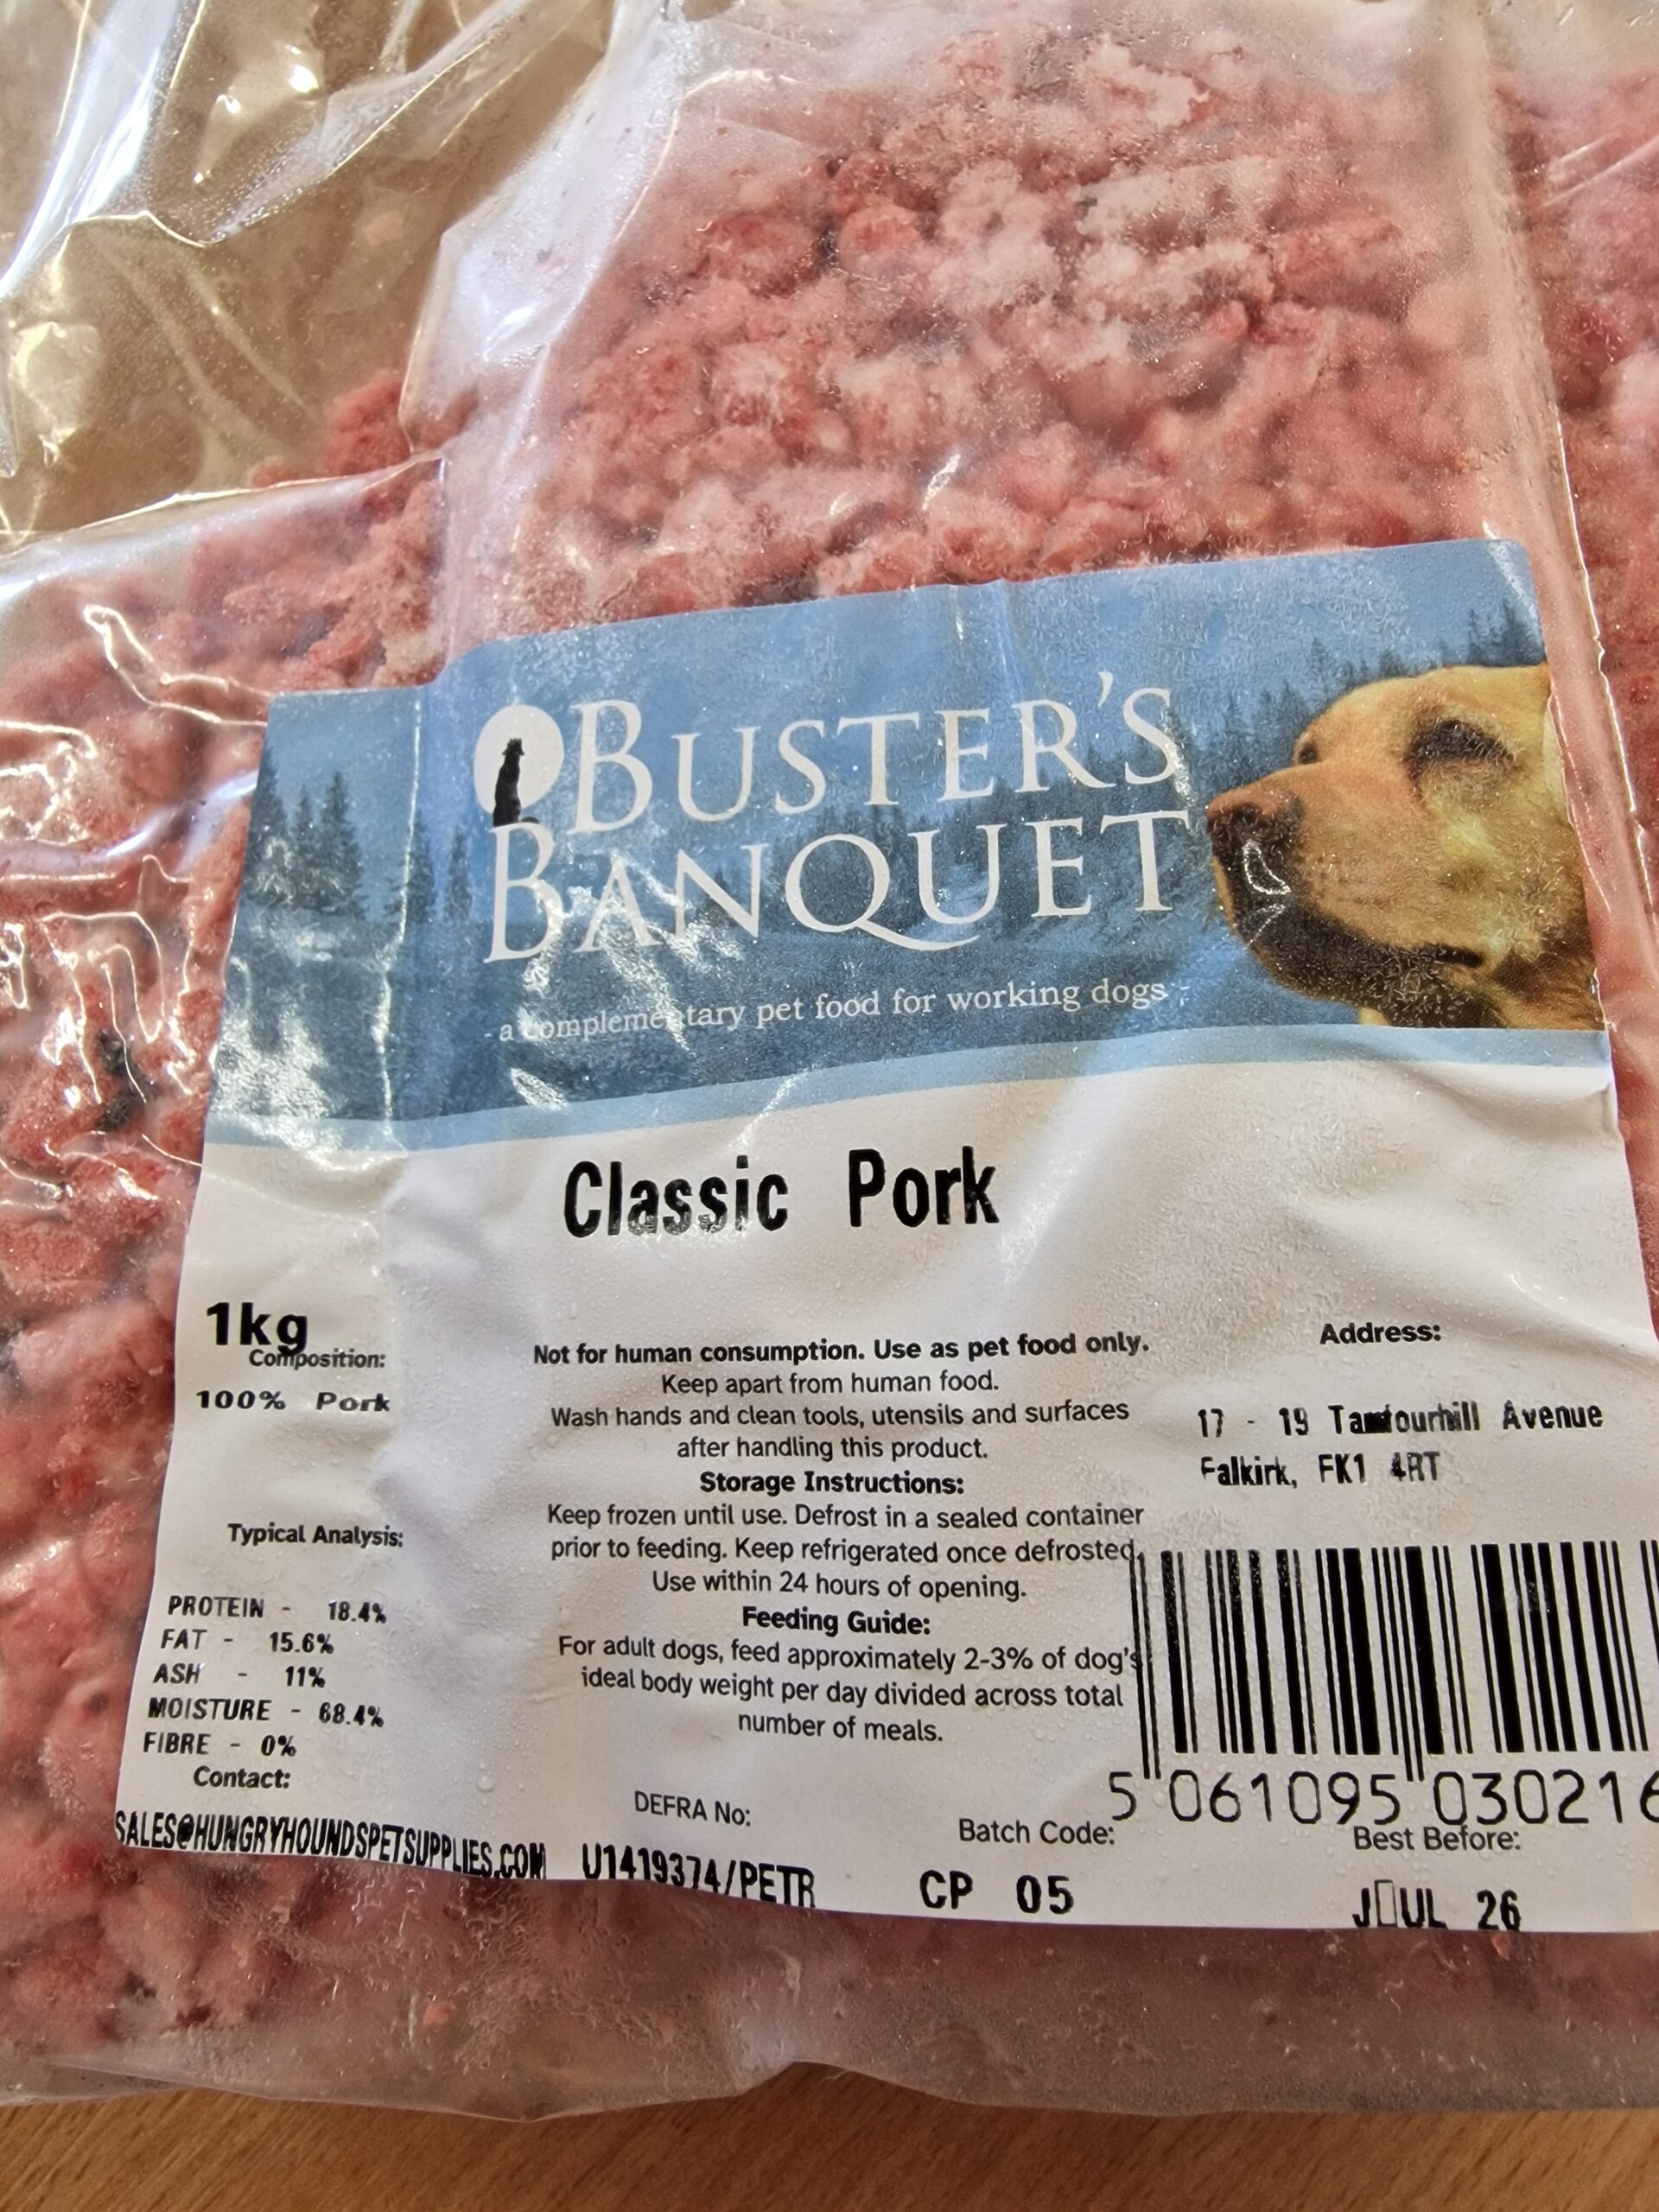 BUSTER'S
BANQUET
- a complementary pet food for working dogs -
Classic Pork
1kg
Composition:
100% Pork
Typical Analysis:
PROTEIN - 18.4%
FAT - 15.6%
ASH - 11%
MOISTURE - 68.4%
FIBRE - 0%
Contact:
SALES@HUNGRYHOUNDSPETSUPPLIES.COM
Not for human consumption. Use as pet food only.
Keep apart from human food.
Wash hands and clean tools, utensils and surfaces
after handling this product.
Storage Instructions:
Keep frozen until use. Defrost in a sealed container
prior to feeding. Keep refrigerated once defrosted.
Use within 24 hours of opening.
Feeding Guide:
For adult dogs, feed approximately 2-3% of dog's
ideal body weight per day divided across total
number of meals.
DEFRA No:
U1419374/PETR
Address:
17 - 19 Tamfourhill Avenue
Falkirk, FK1 4RT
5 061095 030216
Batch Code:
CP 05
Best Before:
J▯UL 26